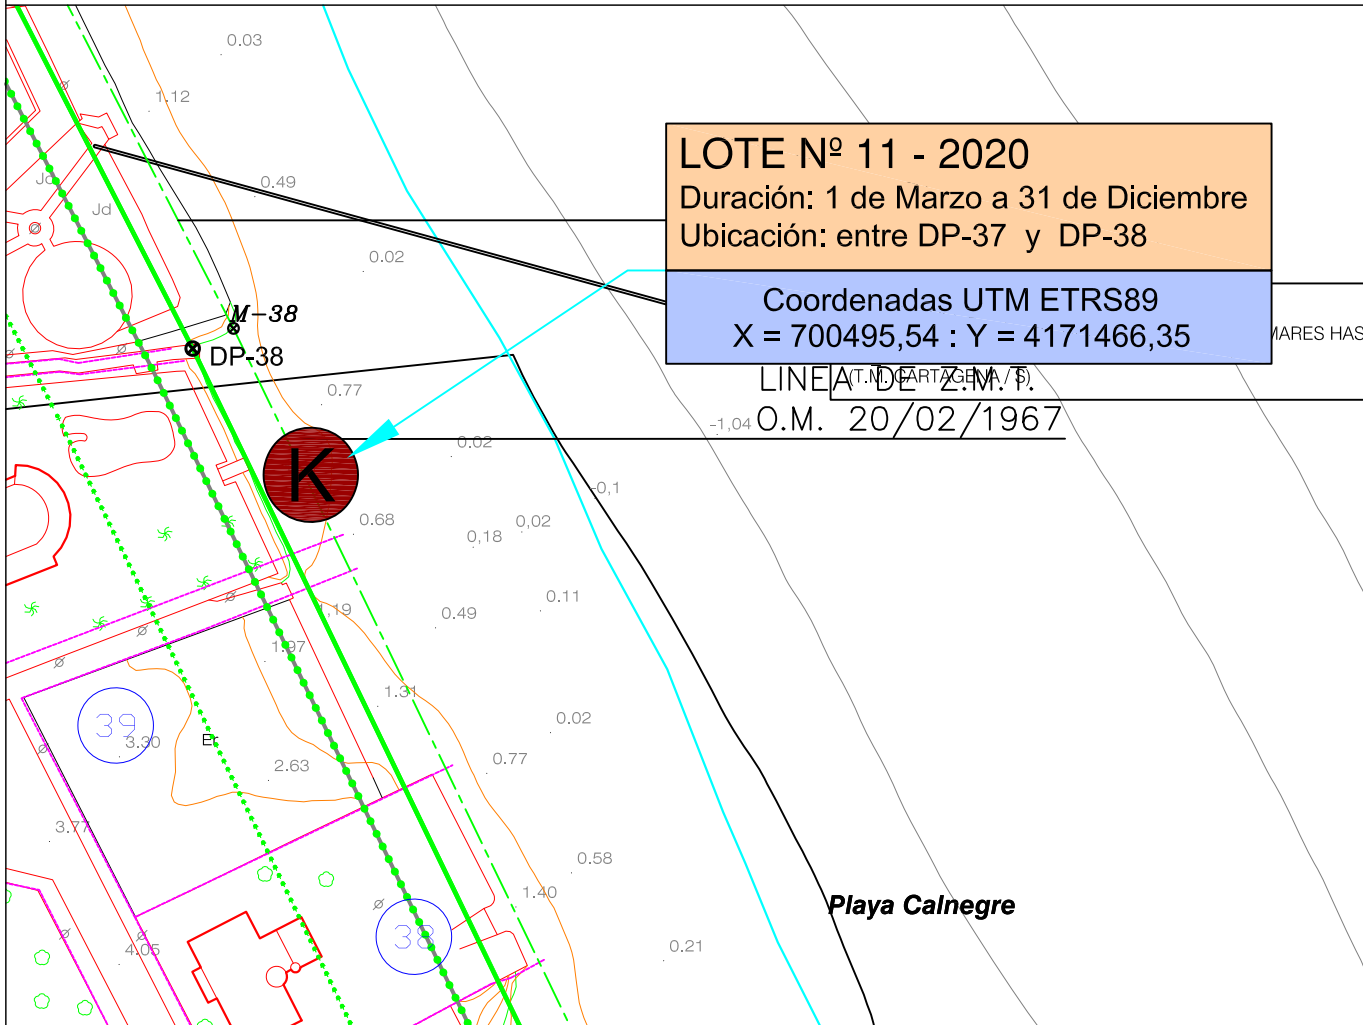 0.03
1.12
LOTE Nº 11 - 2020
Duración: 1 de Marzo a 31 de Diciembre
Ubicación: entre DP-37 y DP-38
0.49
Jd
Jd
0.02
Coordenadas UTM ETRS89
X = 700495,54 : Y = 4171466,35
M-38
DP-38
MARES HAS
(T.M. CARTAGENA / S)
LINEA DE Z.M.T.
O.M. 20/02/1967
0.77
-1,04
0.02
K
-0,1
0.68
0,02
0,18
0.11
0.49
1,19
1.97
1.31
39
0.02
3.30
Er
2.63
0.77
3.77
0.58
1.40
Playa Calnegre
38
4.05
0.21